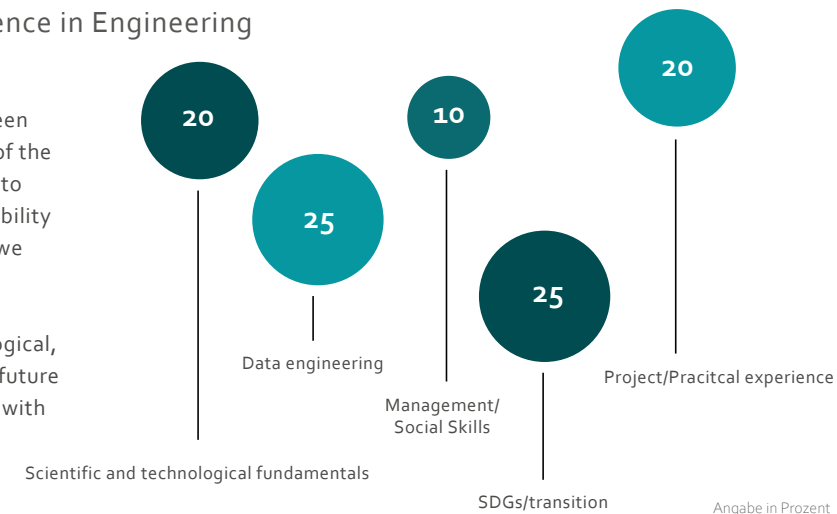 ence in Engineering
een
of the
to
bility
we
ogical,
future
with
20
25
10
25
20
Scientific and technological fundamentals
Data engineering
Management/
Social Skills
SDGs/transition
Project/Pracitcal experience
Angabe in Prozent